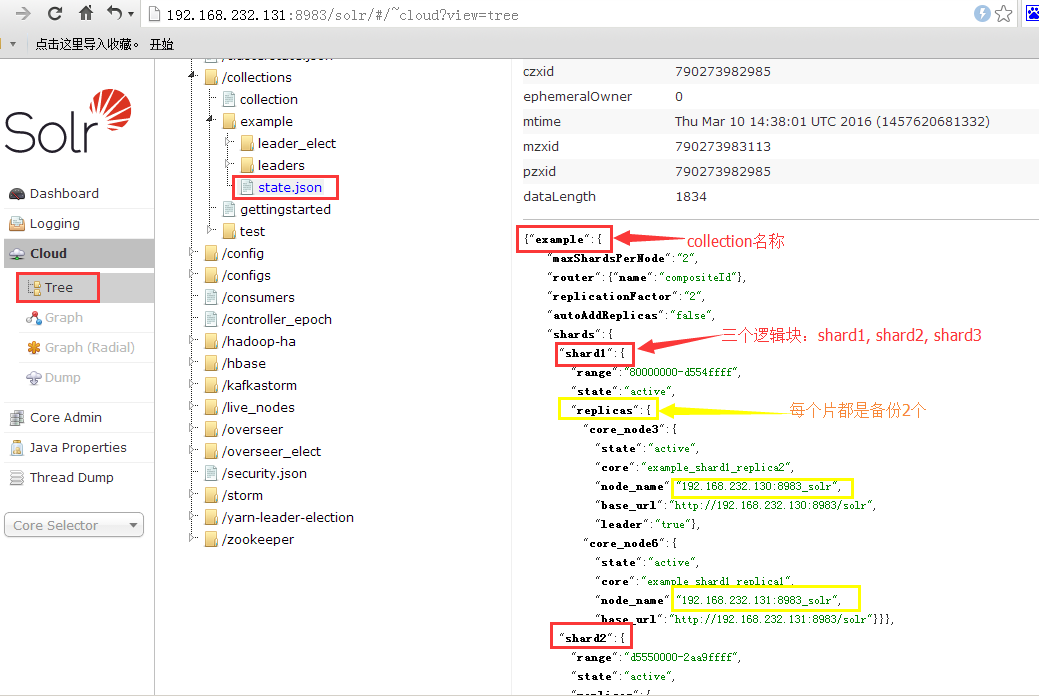 192.168.232.131:8983/solr/#/~cloud?view=tree
点击这里导入收藏。 开始
Solr
Dashboard
Logging
Cloud
Tree
Graph
Graph (Radial)
Dump
Core Admin
Java Properties
Thread Dump
Core Selector
/collections
collection
example
leader_elect
leaders
state.json
gettingstarted
test
/config
/configs
/consumers
/controller_epoch
/hadoop-ha
/hbase
/kafkastorm
/live_nodes
/overseer
/overseer_elect
/security.json
/storm
/yarn-leader-election
/zookeeper
czxid 790273982985
ephemeralOwner 0
mtime Thu Mar 10 14:38:01 UTC 2016 (1457620681332)
mzxid 790273983113
pzxid 790273982985
dataLength 1834
{"example":{ collection名称
"maxShardsPerNode":"2",
"router":{"name":"compositeId"},
"replicationFactor":"2",
"autoAddReplicas":"false",
"shards":{ 三个逻辑块：shard1, shard2, shard3
"shard1":{
"range":"80000000-d554ffff",
"state":"active",
"replicas":{ 每个片都是备份2个
"core_node3":{
"state":"active",
"core":"example_shard1_replica2",
"node_name":"192.168.232.130:8983_solr",
"base_url":"http://192.168.232.130:8983/solr",
"leader":"true"},
"core_node6":{
"state":"active",
"core":"example_shard1_replica1",
"node_name":"192.168.232.131:8983_solr",
"base_url":"http://192.168.232.131:8983/solr"}}},
"shard2":{
"range":"d5550000-2aa9ffff",
"state":"active",